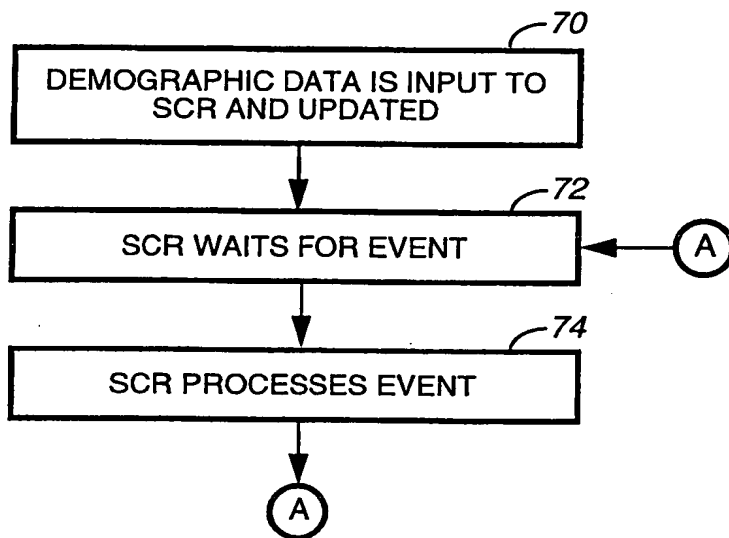 70
DEMOGRAPHIC DATA IS INPUT TO
SCR AND UPDATED
72
SCR WAITS FOR EVENT
A
74
SCR PROCESSES EVENT
A